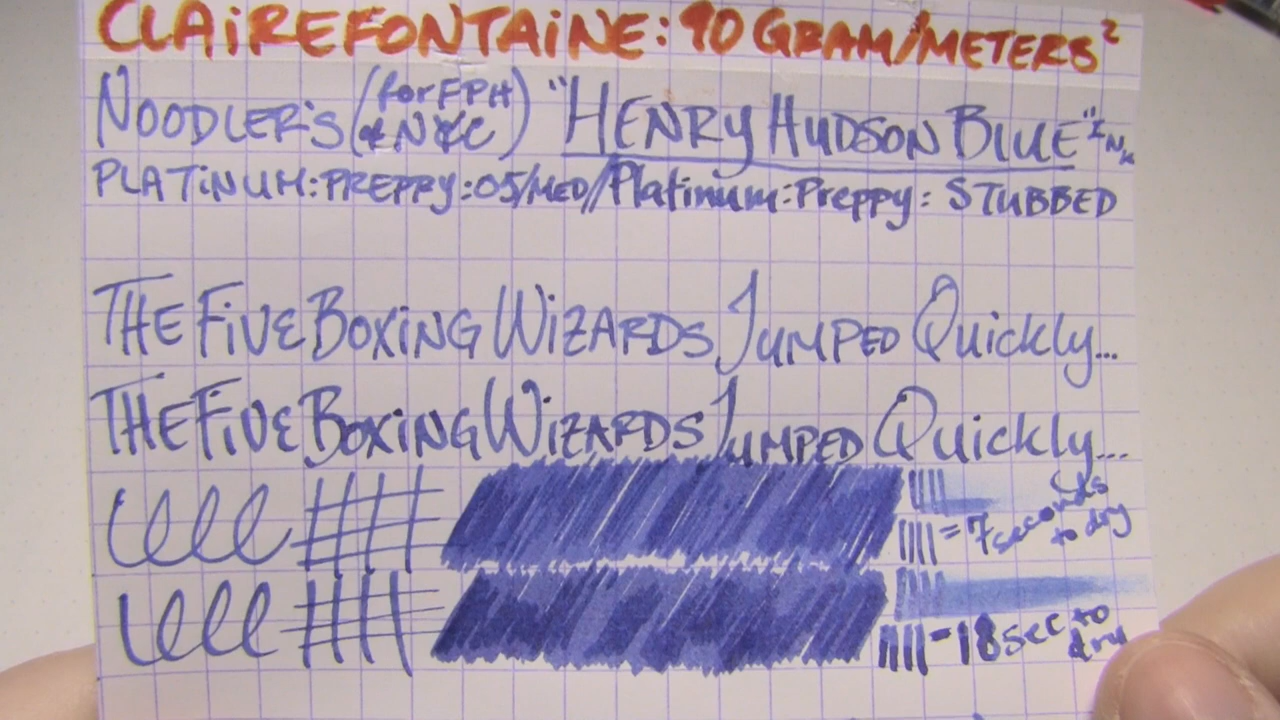 CLAiREFONTAiNE: 90 GRAM/METERS²
NOODLER'S (for FPH & NYC) "HENRY HUDSON BLUE" INK
PLATiNUM:PREPPY:05/MED//Platinum:Preppy: STUBBED
THE FiVE BOXiNG WiZARDS JUMPED Quickly...
THE FiVE BOXiNG WiZARDS JUMPED Quickly...
= 7 seconds to dry
- 18 sec to dry